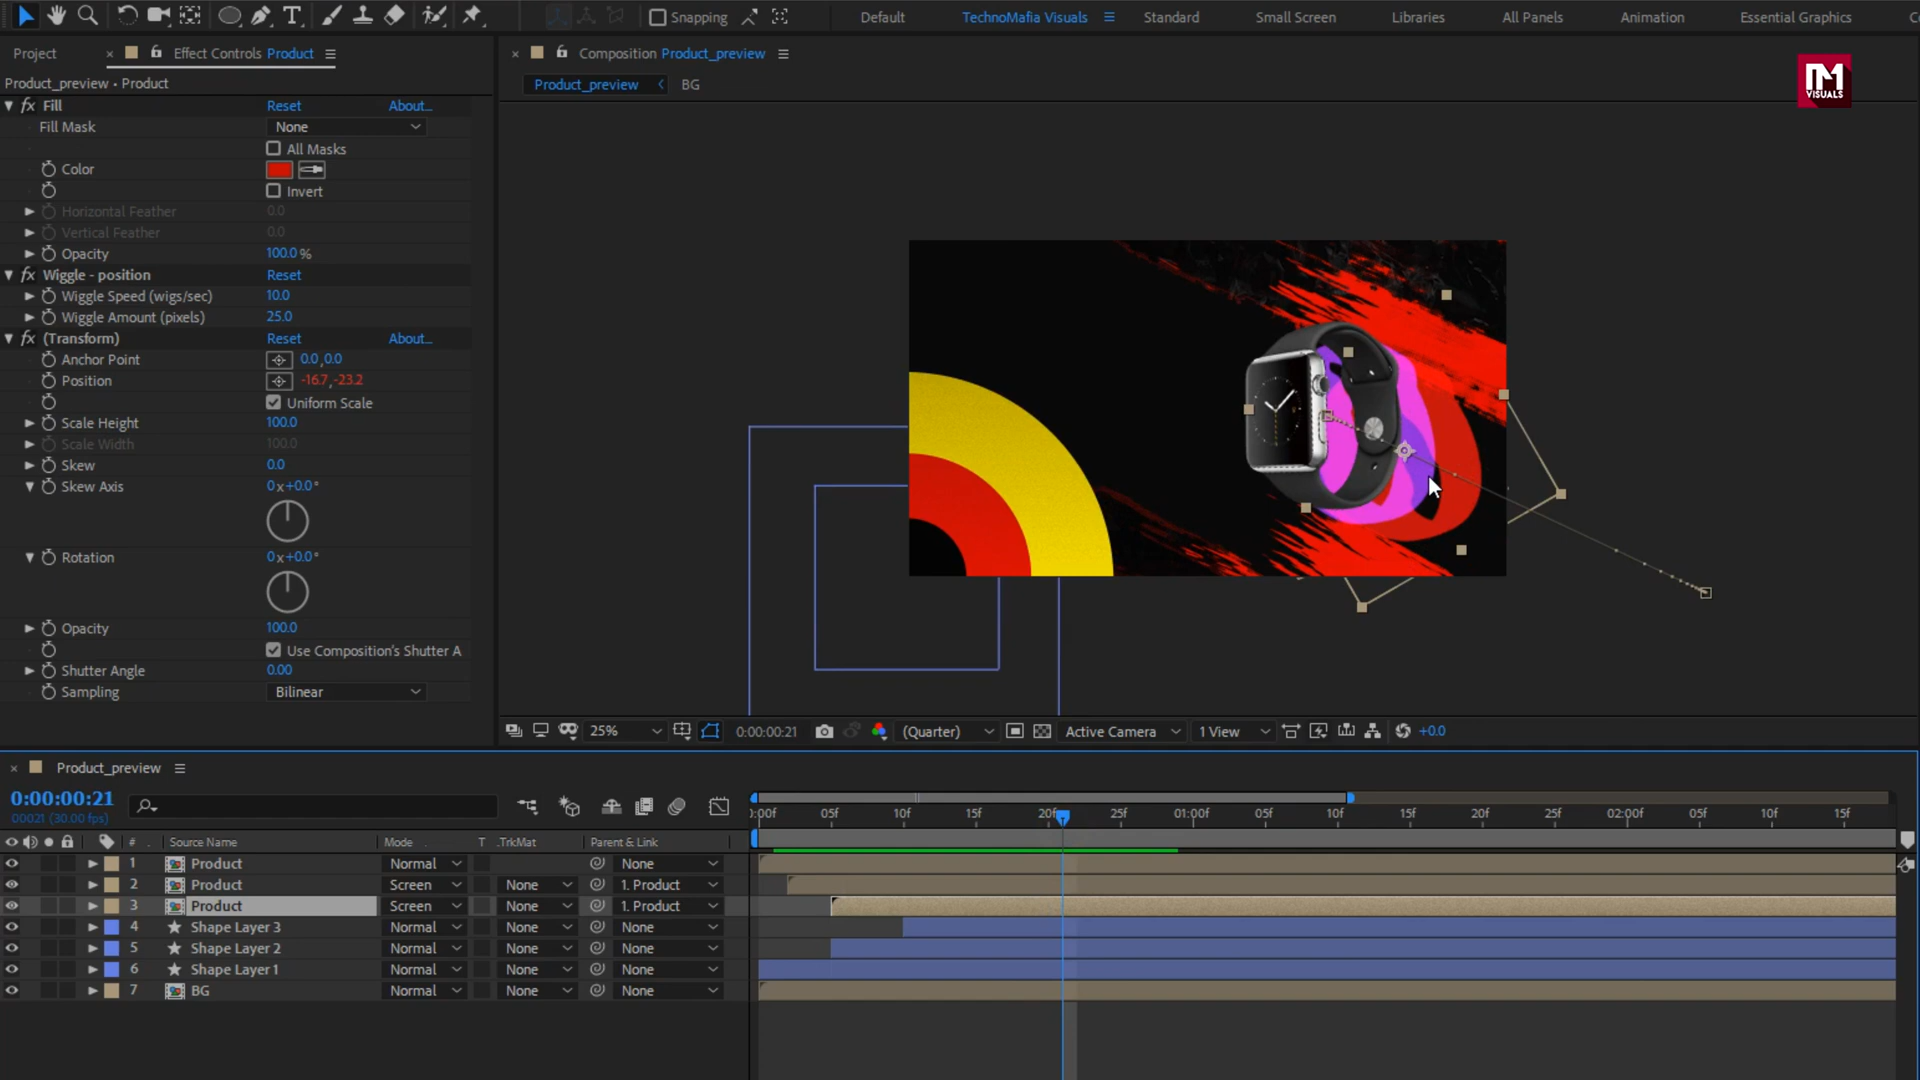 Snapping
Default
TechnoMafia Visuals
Standard
Small Screen
Libraries
All Panels
Animation
Essential Graphics
Project
× Effect Controls Product
× Composition Product_preview
Product_preview • Product
Product_preview
BG
VISUALS
fx Fill Reset About...
Fill Mask None
All Masks
Color
Invert
Horizontal Feather 0.0
Vertical Feather 0.0
Opacity 100.0 %
fx Wiggle - position Reset
Wiggle Speed (wigs/sec) 10.0
Wiggle Amount (pixels) 25.0
fx (Transform) Reset About...
Anchor Point 0.0,0.0
Position -16.7,-23.2
Uniform Scale
Scale Height 100.0
Scale Width 100.0
Skew 0.0
Skew Axis 0x+0.0°
Rotation 0x+0.0°
Opacity 100.0
Use Composition's Shutter A
Shutter Angle 0.00
Sampling Bilinear
25% 0:00:00:21 (Quarter) Active Camera 1 View +0.0
× Product_preview
0:00:00:21
00021 (30.00 fps)
:00f 05f 10f 15f 20f 25f 01:00f 05f 10f 15f 20f 25f 02:00f 05f 10f 15f
# Source Name Mode T .TrkMat Parent & Link
1 Product Normal None
2 Product Screen None 1. Product
3 Product Screen None 1. Product
4 Shape Layer 3 Normal None None
5 Shape Layer 2 Normal None None
6 Shape Layer 1 Normal None None
7 BG Normal None None